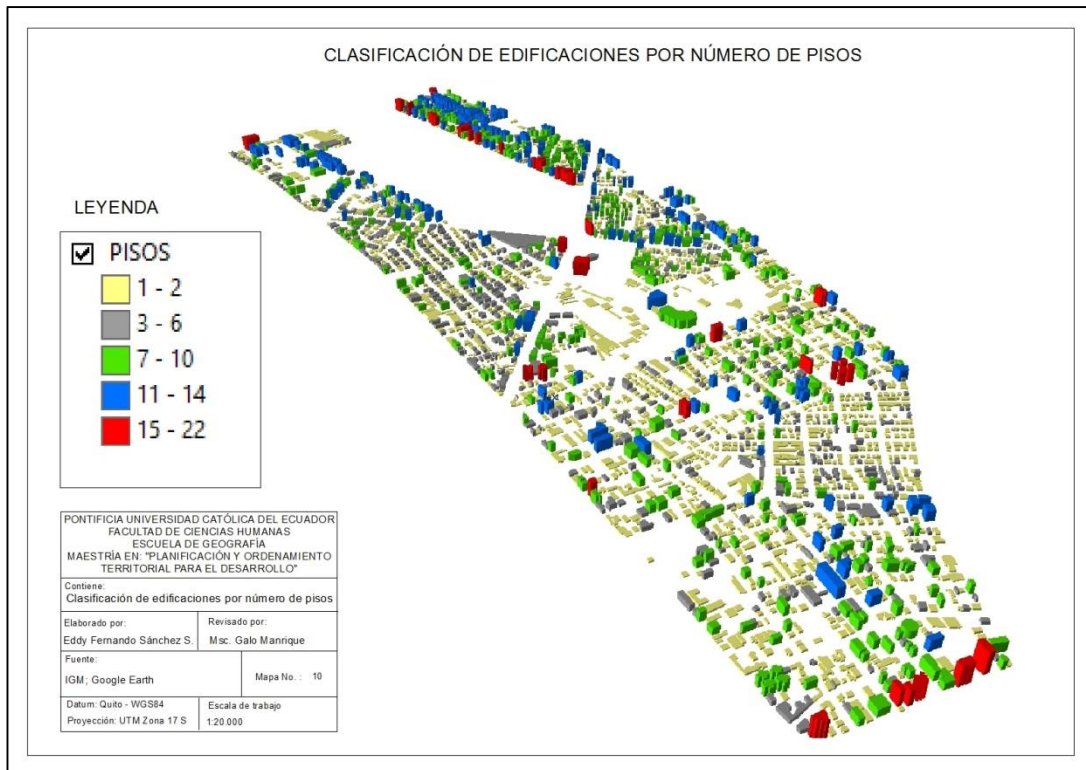 CLASIFICACIÓN DE EDIFICACIONES POR NÚMERO DE PISOS
LEYENDA
PISOS
1 - 2
3 - 6
7 - 10
11 - 14
15 - 22
PONTIFICIA UNIVERSIDAD CATÓLICA DEL ECUADOR
FACULTAD DE CIENCIAS HUMANAS
ESCUELA DE GEOGRAFÍA
MAESTRÍA EN: "PLANIFICACIÓN Y ORDENAMIENTO
TERRITORIAL PARA EL DESARROLLO"
Contiene:
Clasificación de edificaciones por número de pisos
Elaborado por:
Eddy Fernando Sánchez S.
Revisado por:
Msc. Galo Manrique
Fuente:
IGM; Google Earth
Mapa No. : 10
Datum: Quito - WGS84
Proyección: UTM Zona 17 S
Escala de trabajo
1:20.000